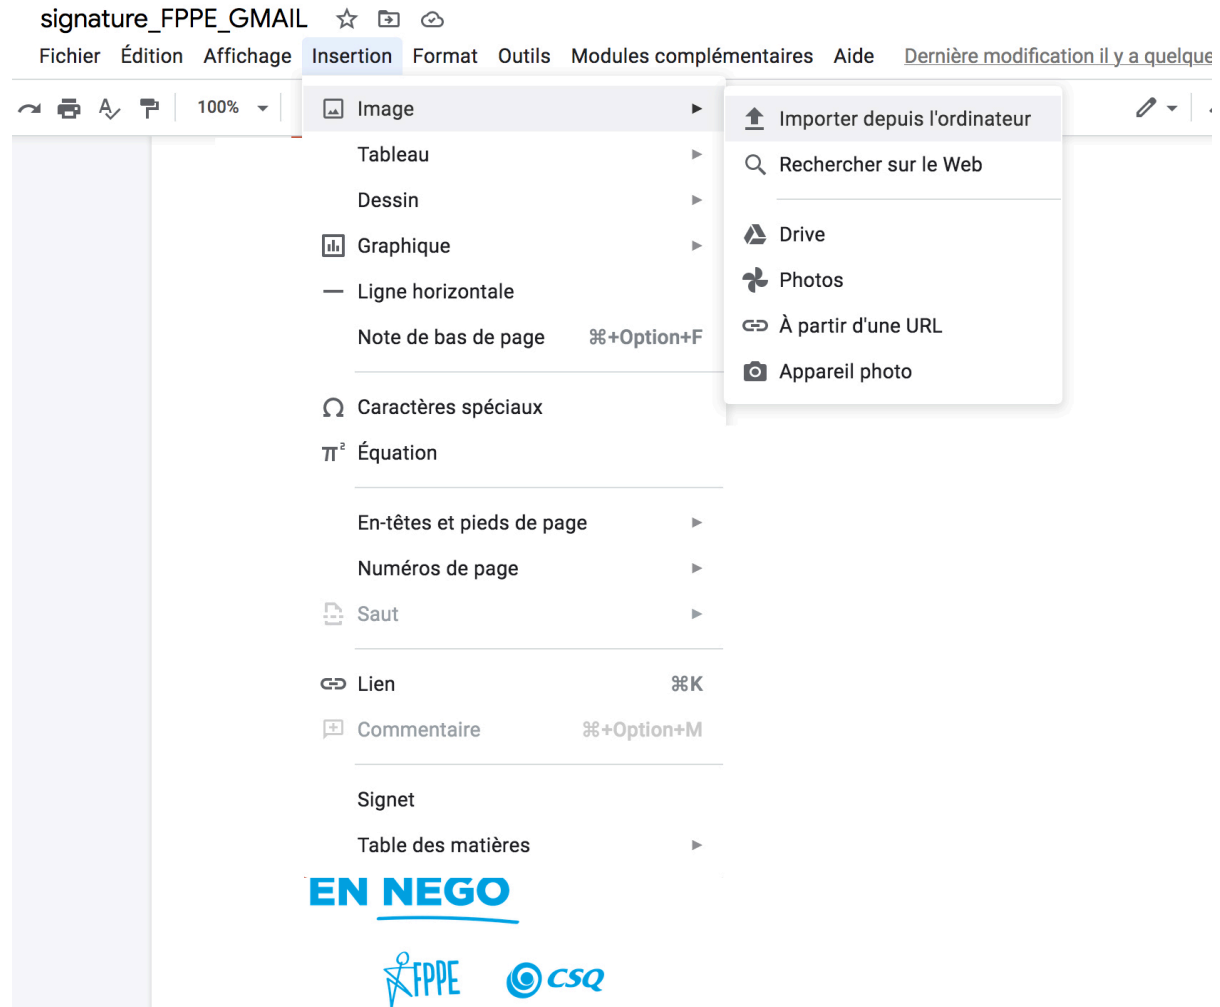 signature_FPPE_GMAIL
Fichier Édition Affichage Insertion Format Outils Modules complémentaires Aide Dernière modification il y a quelque
100%
Image
Importer depuis l'ordinateur
Tableau
Rechercher sur le Web
Dessin
Drive
Graphique
Photos
Ligne horizontale
À partir d'une URL
Note de bas de page ⌘+Option+F
Appareil photo
Caractères spéciaux
Équation
En-têtes et pieds de page
Numéros de page
Saut
Lien ⌘K
Commentaire ⌘+Option+M
Signet
Table des matières
EN NEGO
FPPE CSQ